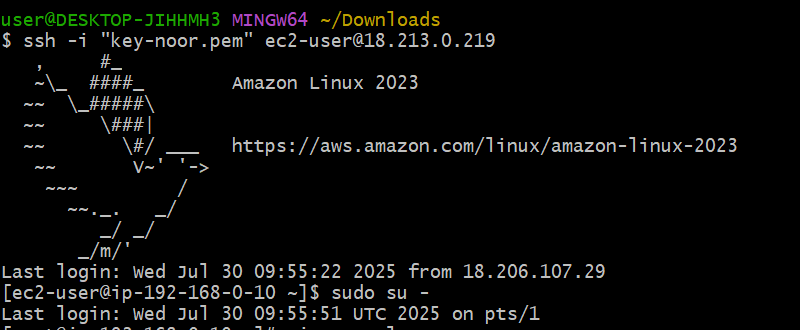 user@DESKTOP-JIHHMH3 MINGW64 ~/Downloads
$ ssh -i "key-noor.pem" ec2-user@18.213.0.219
   ,     #_
   ~\_  ####_        Amazon Linux 2023
  ~~  \_#####\
  ~~     \###|
  ~~       \#/ ___   https://aws.amazon.com/linux/amazon-linux-2023
   ~~       V~' '->
    ~~~         /
      ~~._.   _/
         _/ _/
       _/m/'
Last login: Wed Jul 30 09:55:22 2025 from 18.206.107.29
[ec2-user@ip-192-168-0-10 ~]$ sudo su -
Last login: Wed Jul 30 09:55:51 UTC 2025 on pts/1